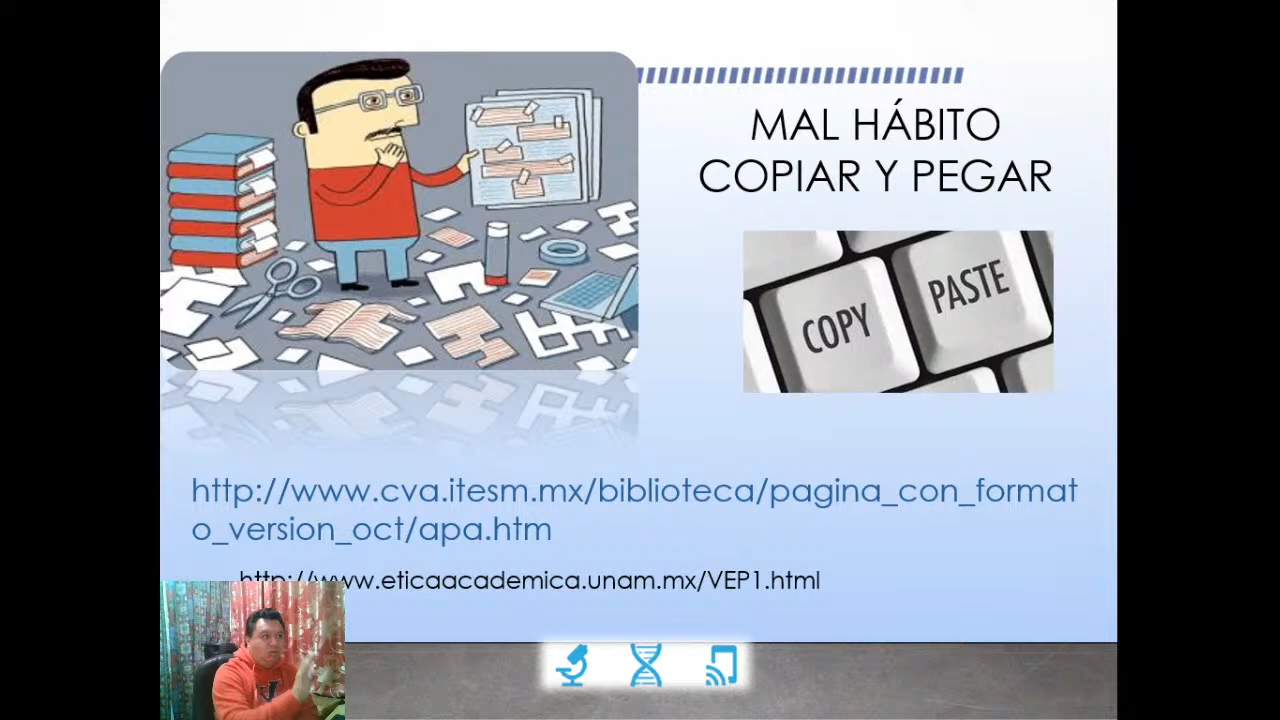 MAL HÁBITO
COPIAR Y PEGAR
COPY
PASTE
http://www.cva.itesm.mx/biblioteca/pagina_con_format
o_version_oct/apa.htm
http://www.eticaacademica.unam.mx/VEP1.html